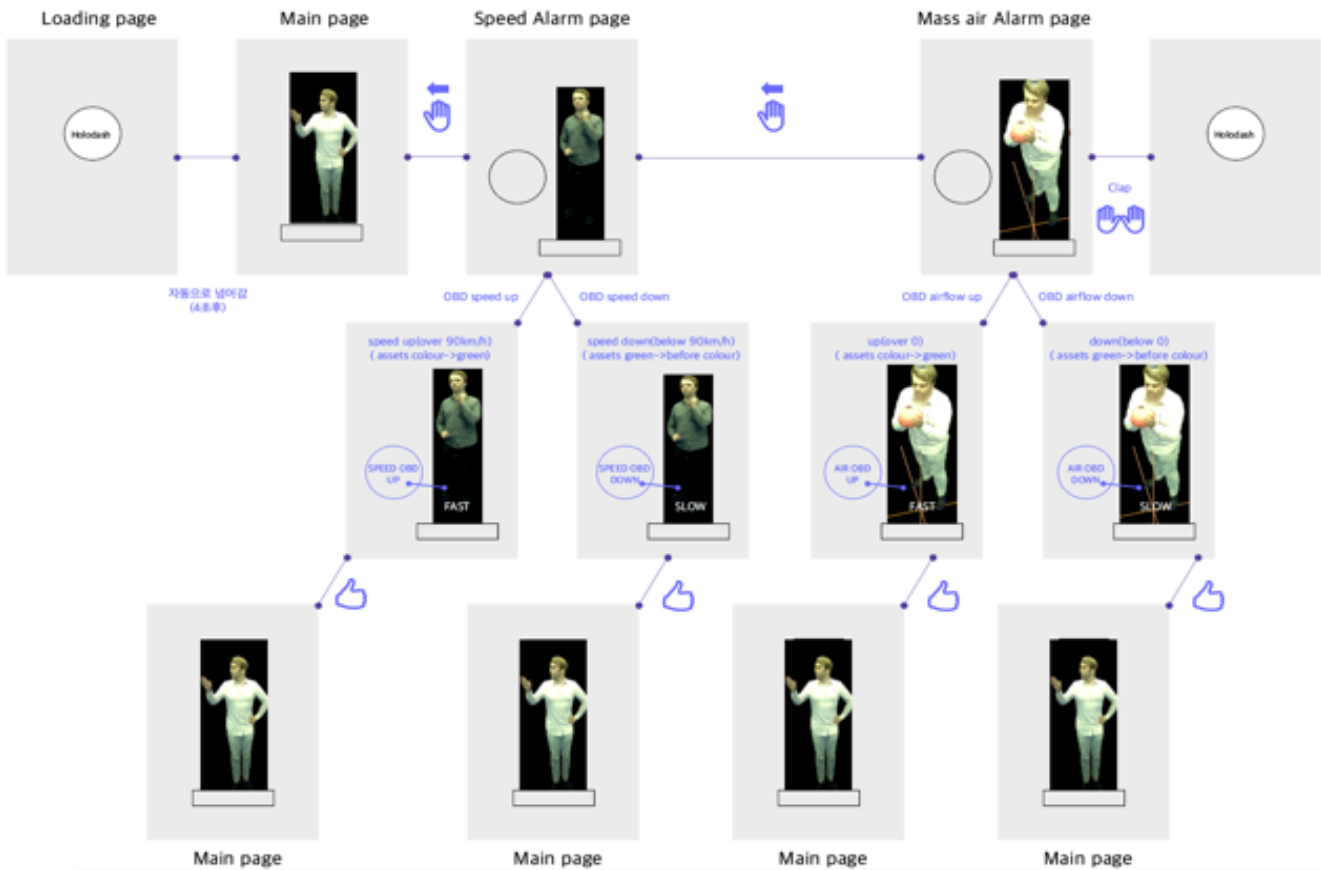 Loading page
Main page
Speed Alarm page
Mass air Alarm page
Holodash
Holodash
Clap
자동으로 넘어감
(4초후)
OBD speed up
OBD speed down
OBD airflow up
OBD airflow down
speed up(over 90km/h)
( assets colour->green)
speed down(below 90km/h)
( assets green->before colour)
up(over 0)
( assets colour->green)
down(below 0)
( assets green->before colour)
SPEED OBD
UP
FAST
SPEED OBD
DOWN
SLOW
AIR OBD
UP
FAST
AIR OBD
DOWN
SLOW
Main page
Main page
Main page
Main page